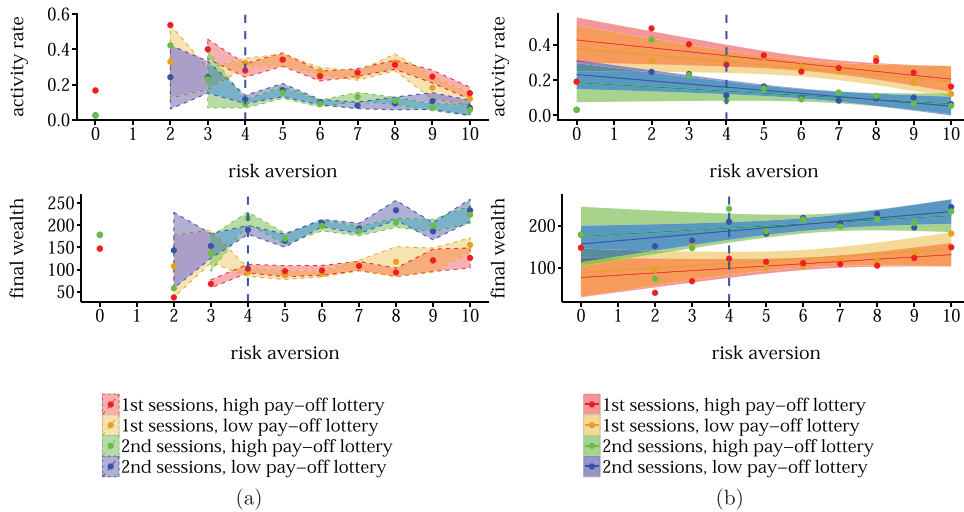 activity rate
0.6
0.4
0.2
0.0
0 1 2 3 4 5 6 7 8 9 10
risk aversion
final wealth
250
200
150
100
50
0 1 2 3 4 5 6 7 8 9 10
risk aversion
1st sessions, high pay−off lottery
1st sessions, low pay−off lottery
2nd sessions, high pay−off lottery
2nd sessions, low pay−off lottery
(a)
activity rate
0.4
0.2
0.0
0 1 2 3 4 5 6 7 8 9 10
risk aversion
final wealth
200
100
0 1 2 3 4 5 6 7 8 9 10
risk aversion
1st sessions, high pay−off lottery
1st sessions, low pay−off lottery
2nd sessions, high pay−off lottery
2nd sessions, low pay−off lottery
(b)